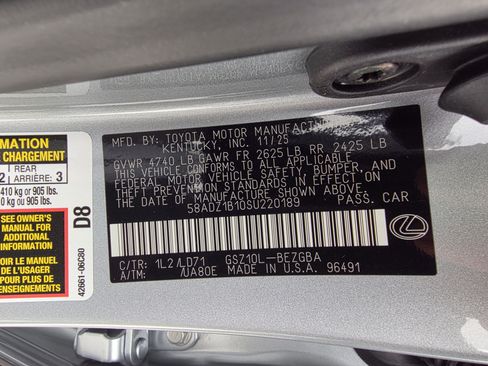 MFD. BY: TOYOTA MOTOR MANUFACTURING
KENTUCKY, INC. 11/25
GVWR 4740 LB GAWR FR 2625 LB RR 2425 LB
THIS VEHICLE CONFORMS TO ALL APPLICABLE
FEDERAL MOTOR VEHICLE SAFETY, BUMPER, AND
THEFT PREVENTION STANDARDS IN EFFECT ON
THE DATE OF MANUFACTURE SHOWN ABOVE.
58ADZ1B10SU220189 PASS. CAR
C/TR: 1L2/LD71 GSZ10L-BEZGBA
A/TM: /UA80E MADE IN U.S.A. 96491
MATION
CHARGEMENT
2 REAR 3
ARRIÈRE:
410 kg or 905 lbs.
0 kg ou 905 lbs.
SEE OWNER'S
MANUAL FOR
ADDITIONAL
INFORMATION
VOIR LE MANUEL
DE L'USAGER
POUR PLUS DE
RENSEIGNEMENTS
D8
42661-06C80